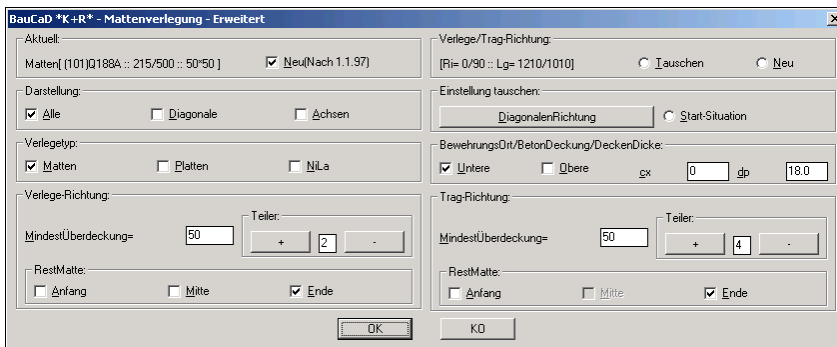 BauCaD *K+R* - Mattenverlegung - Erweitert
Aktuell:
Matten[ (101)Q188A :: 215/500 :: 50*50 ]
Neu(Nach 1.1.97)
Verlege/Trag-Richtung:
[Ri= 0/90 :: Lg= 1210/1010]
Tauschen
Neu
Darstellung:
Alle
Diagonale
Achsen
Einstellung tauschen:
DiagonalenRichtung
Start-Situation
Verlegetyp:
Matten
Platten
NiLa
BewehrungsOrt/BetonDeckung/DeckenDicke:
Untere
Obere
cx
0
dp
18.0
Verlege-Richtung:
MindestÜberdeckung=
50
Teiler:
+
2
-
RestMatte:
Anfang
Mitte
Ende
Trag-Richtung:
MindestÜberdeckung=
50
Teiler:
+
4
-
RestMatte:
Anfang
Mitte
Ende
OK
KO